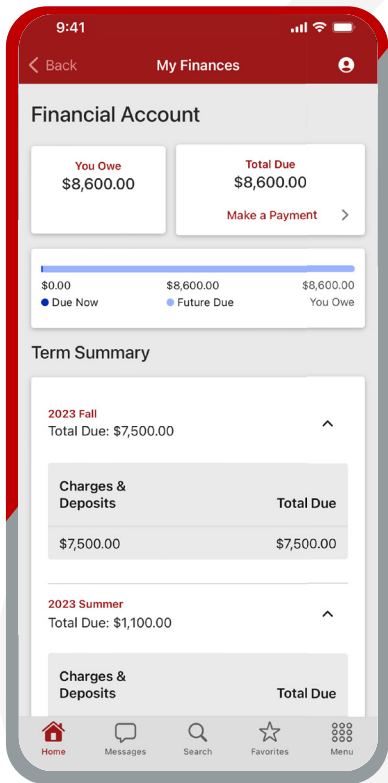 9:41
Back My Finances
Financial Account
You Owe
$8,600.00
Total Due
$8,600.00
Make a Payment
$0.00 $8,600.00 $8,600.00
Due Now Future Due You Owe
Term Summary
2023 Fall
Total Due: $7,500.00
Charges &
Deposits Total Due
$7,500.00 $7,500.00
2023 Summer
Total Due: $1,100.00
Charges &
Deposits Total Due
Home Messages Search Favorites Menu